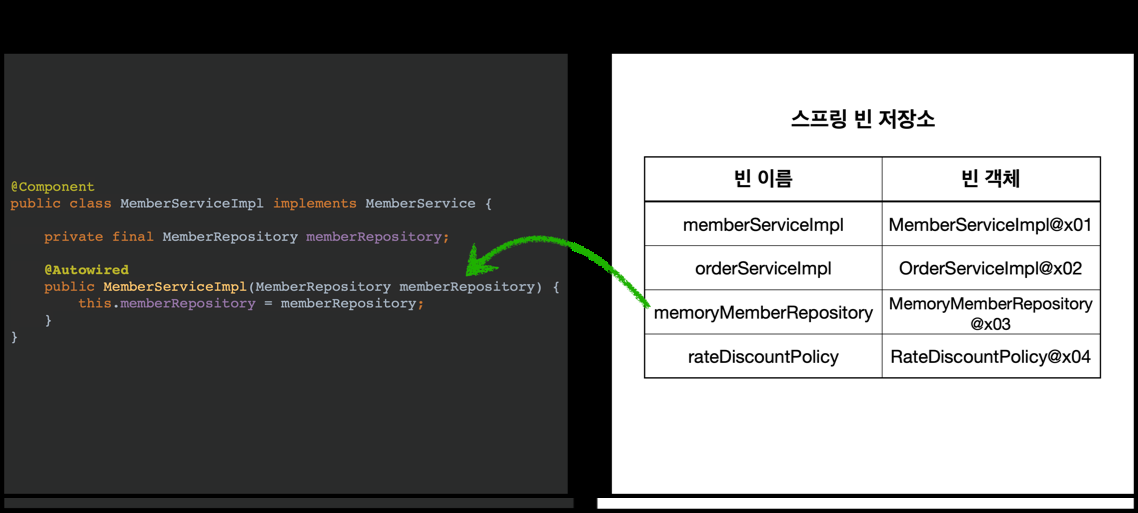 @Component
public class MemberServiceImpl implements MemberService {
private final MemberRepository memberRepository;
@Autowired
public MemberServiceImpl(MemberRepository memberRepository) {
this.memberRepository = memberRepository;
}
}
스프링 빈 저장소
빈 이름 빈 객체
memberServiceImpl MemberServiceImpl@x01
orderServiceImpl OrderServiceImpl@x02
memoryMemberRepository MemoryMemberRepository
@x03
rateDiscountPolicy RateDiscountPolicy@x04